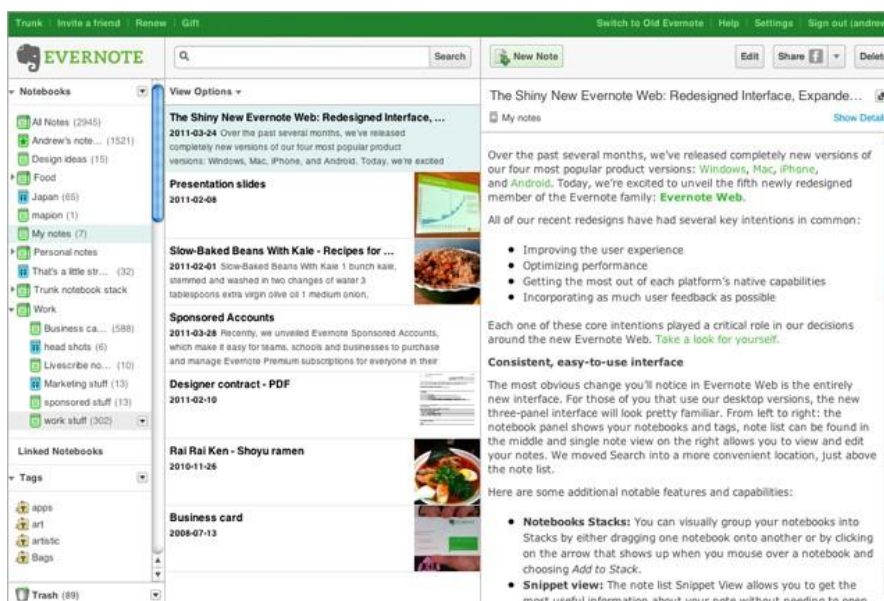 Trunk | Invite a friend | Renew | Gift
Switch to Old Evernote | Help | Settings | Sign out (andrew
EVERNOTE
Search
New Note
Edit
Share
Delet
Notebooks
All Notes (2945)
Andrew's note... (1521)
Design ideas (15)
Food
Japan (65)
mapion (1)
My notes (7)
Personal notes
That's a little str... (32)
Trunk notebook stack
Work
Business ca... (588)
head shots (6)
Livescribe no... (10)
Marketing stuff (13)
sponsored stuff (13)
work stuff (302)
Linked Notebooks
Tags
apps
art
artistic
Bags
Trash (89)
View Options
The Shiny New Evernote Web: Redesigned Interface, ...
2011-03-24 Over the past several months, we've released
completely new versions of our four most popular product
versions: Windows, Mac, iPhone, and Android. Today, we're excited
Presentation slides
2011-02-08
Slow-Baked Beans With Kale - Recipes for ...
2011-02-01 Slow-Baked Beans With Kale 1 bunch kale,
stemmed and washed in two changes of water 3
tablespoons extra virgin olive oil 1 medium onion,
Sponsored Accounts
2011-03-28 Recently, we unveiled Evernote Sponsored Accounts,
which make it easy for teams, schools and businesses to purchase
and manage Evernote Premium subscriptions for everyone in their
Designer contract - PDF
2011-02-10
Rai Rai Ken - Shoyu ramen
2010-11-26
Business card
2008-07-13
The Shiny New Evernote Web: Redesigned Interface, Expande...
My notes
Show Detail
Over the past several months, we've released completely new versions of
our four most popular product versions: Windows, Mac, iPhone,
and Android. Today, we're excited to unveil the fifth newly redesigned
member of the Evernote family: Evernote Web.
All of our recent redesigns have had several key intentions in common:
• Improving the user experience
• Optimizing performance
• Getting the most out of each platform's native capabilities
• Incorporating as much user feedback as possible
Each one of these core intentions played a critical role in our decisions
around the new Evernote Web. Take a look for yourself.
Consistent, easy-to-use interface
The most obvious change you'll notice in Evernote Web is the entirely
new interface. For those of you that use our desktop versions, the new
three-panel interface will look pretty familiar. From left to right: the
notebook panel shows your notebooks and tags, note list can be found in
the middle and single note view on the right allows you to view and edit
your notes. We moved Search into a more convenient location, just above
the note list.
Here are some additional notable features and capabilities:
• Notebooks Stacks: You can visually group your notebooks into
Stacks by either dragging one notebook onto another or by clicking
on the arrow that shows up when you mouse over a notebook and
choosing Add to Stack.
• Snippet view: The note list Snippet View allows you to get the
most useful information about your note without needing to open